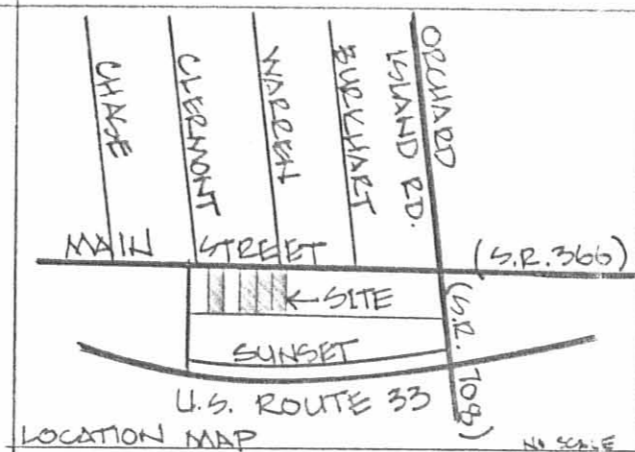 CHASE
CLERMONT
WARREN
BURKHART
ORCHARD
ISLAND RD.
MAIN STREET
(S.R. 366)
←SITE
SUNSET
(S.R. 708)
U.S. ROUTE 33
LOCATION MAP
NO SCALE